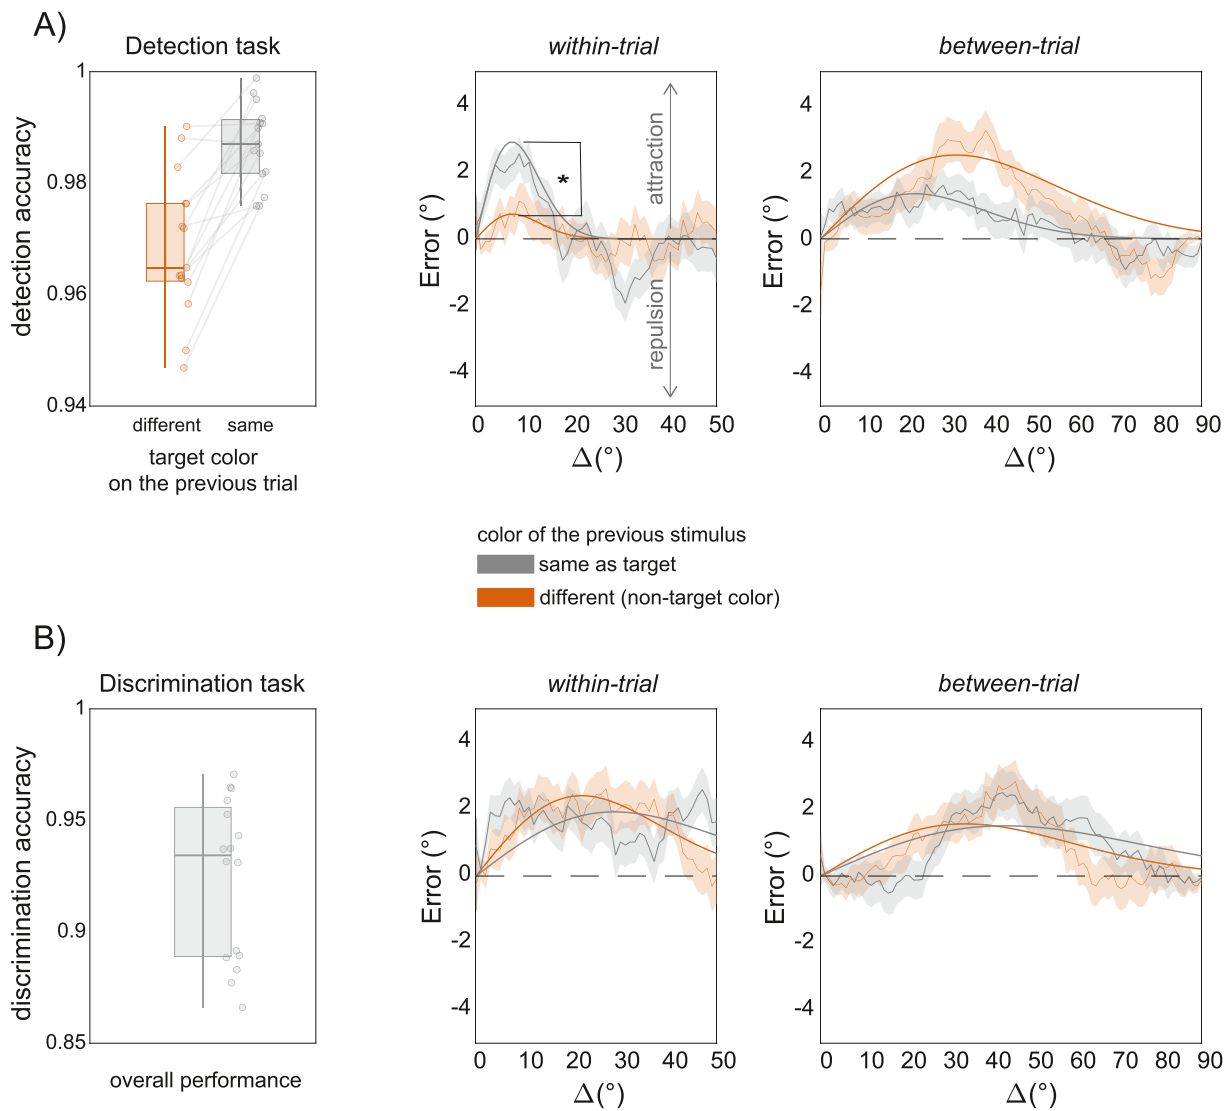 A)
Detection task
within-trial
between-trial
detection accuracy
1
0.98
0.96
0.94
different same
target color
on the previous trial
Error (°)
4
2
0
-2
-4
*
attraction
repulsion
0 10 20 30 40 50
Δ(°)
Error (°)
4
2
0
-2
-4
0 10 20 30 40 50 60 70 80 90
Δ(°)
color of the previous stimulus
same as target
different (non-target color)
B)
Discrimination task
within-trial
between-trial
discrimination accuracy
1
0.95
0.9
0.85
overall performance
Error (°)
4
2
0
-2
-4
0 10 20 30 40 50
Δ(°)
Error (°)
4
2
0
-2
-4
0 10 20 30 40 50 60 70 80 90
Δ(°)